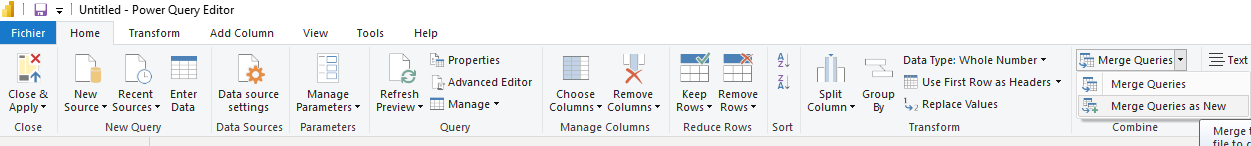 Untitled - Power Query Editor
Fichier Home Transform Add Column View Tools Help
Close & Apply
New Source
Recent Sources
Enter Data
Data source settings
Manage Parameters
Refresh Preview
Properties
Advanced Editor
Manage
Choose Columns
Remove Columns
Keep Rows
Remove Rows
Split Column
Group By
Data Type: Whole Number
Use First Row as Headers
Replace Values
Merge Queries
Text
Merge Queries
Merge Queries as New
Close New Query Data Sources Parameters Query Manage Columns Reduce Rows Sort Transform Combine
Merge
file to